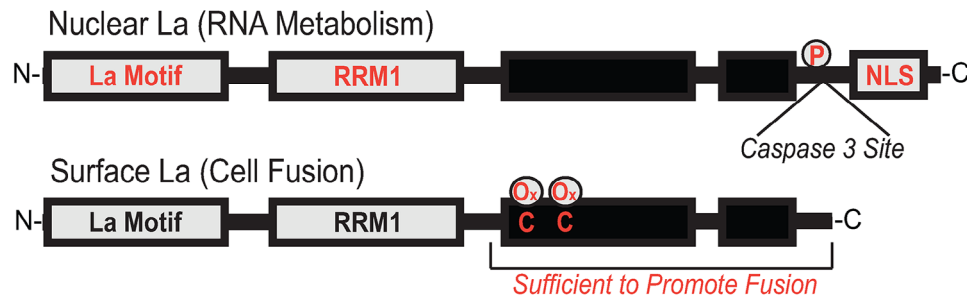 Nuclear La (RNA Metabolism)
N- La Motif RRM1 P NLS -C
Caspase 3 Site
Surface La (Cell Fusion)
Ox Ox
N- La Motif RRM1 C C -C
Sufficient to Promote Fusion